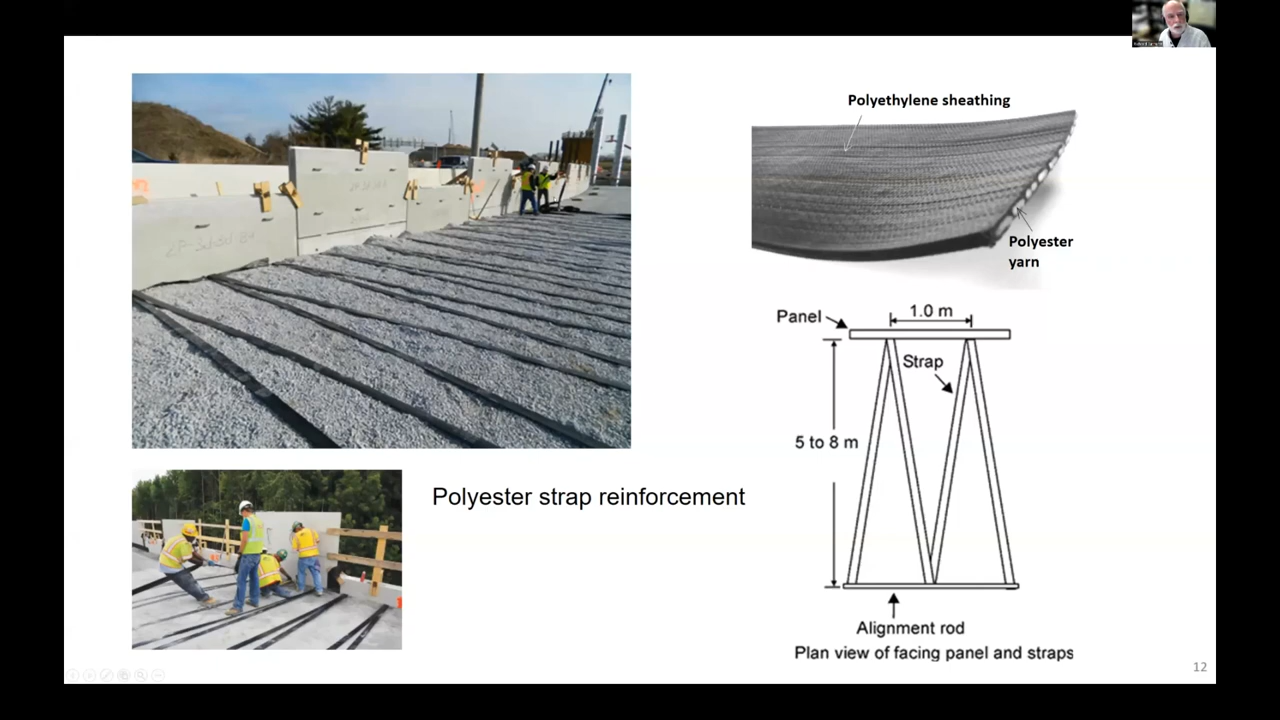 Polyethylene sheathing
Polyester
yarn
Panel
1.0 m
Strap
5 to 8 m
Alignment rod
Plan view of facing panel and straps
Polyester strap reinforcement
12